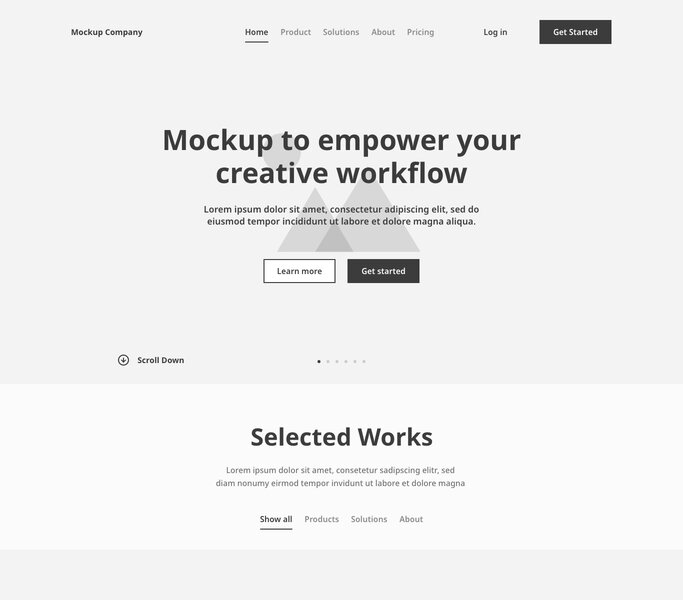 Mockup Company
Home Product Solutions About Pricing
Log in
Get Started
Mockup to empower your
creative workflow
Lorem ipsum dolor sit amet, consectetur adipiscing elit, sed do
eiusmod tempor incididunt ut labore et dolore magna aliqua.
Learn more
Get started
Scroll Down
Selected Works
Lorem ipsum dolor sit amet, consetetur sadipscing elitr, sed
diam nonumy eirmod tempor invidunt ut labore et dolore magna
Show all Products Solutions About